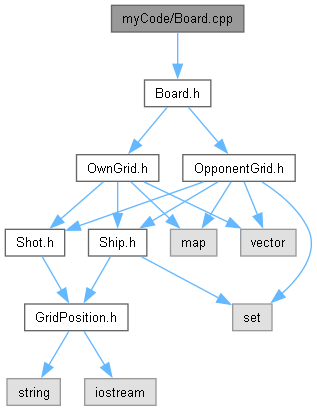 myCode/Board.cpp
Board.h
OwnGrid.h
OpponentGrid.h
Shot.h
Ship.h
map
vector
GridPosition.h
set
string
iostream